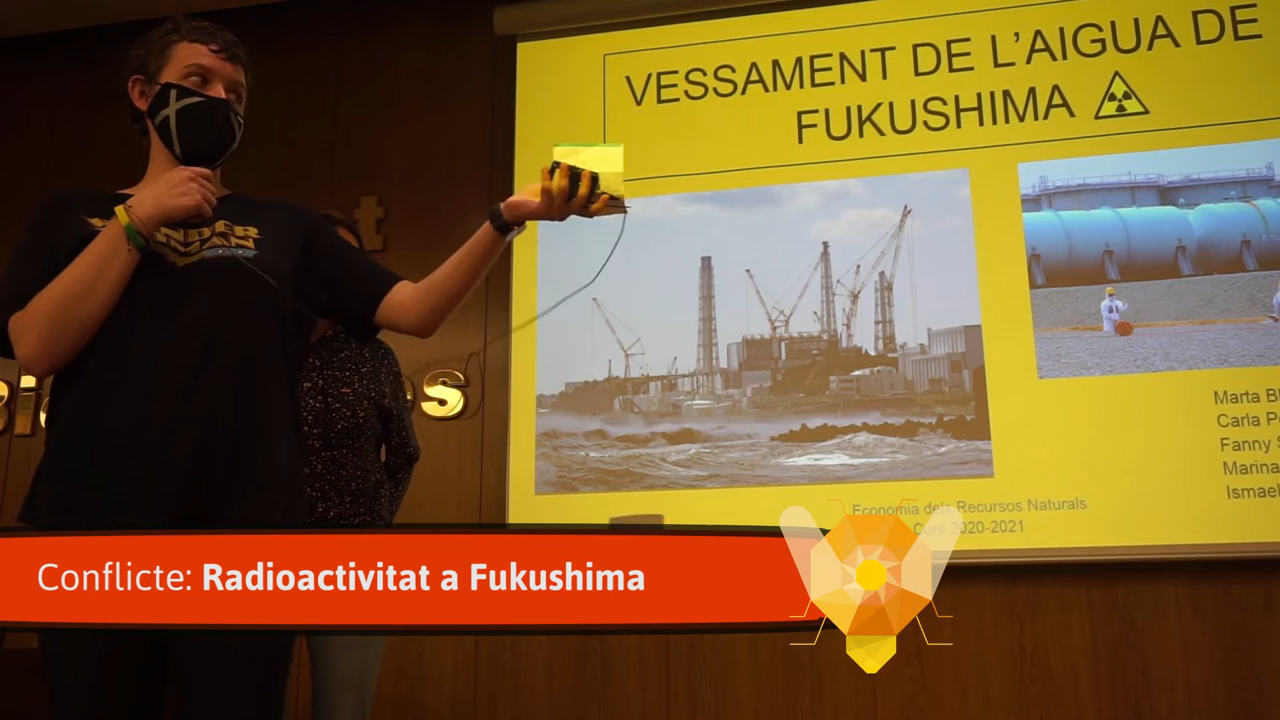 VESSAMENT DE L'AIGUA DE
FUKUSHIMA
Marta
Carla
Fanny
Marina
Ismael
Economia dels Recursos Naturals
Curs 2020-2021
Conflicte: Radioactivitat a Fukushima